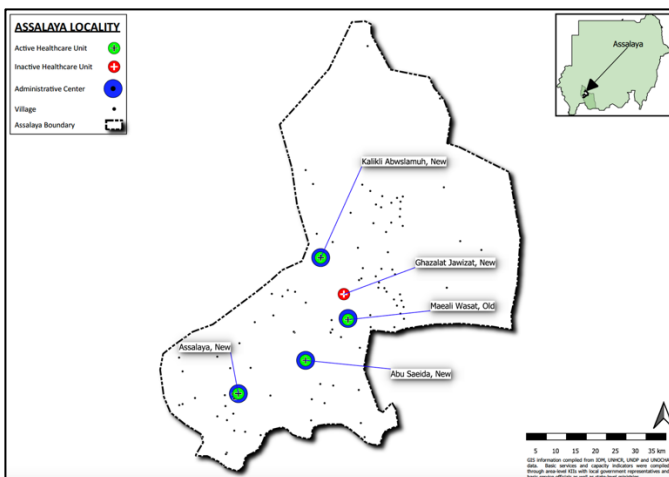 ASSALAYA LOCALITY
Active Healthcare Unit
Inactive Healthcare Unit
Administrative Center
Village
Assalaya Boundary
Assalaya
Kalikli Abwslamuh, New
Ghazalat Jawizat, New
Maeali Wasat, Old
Assalaya, New
Abu Saeida, New
5 10 15 20 25 30 35 km
GIS information compiled from IOM, UNHCR, UNDP and UNOCHA
data. Basic services and capacity indicators were compiled
through area-level KIIs with local government representatives and